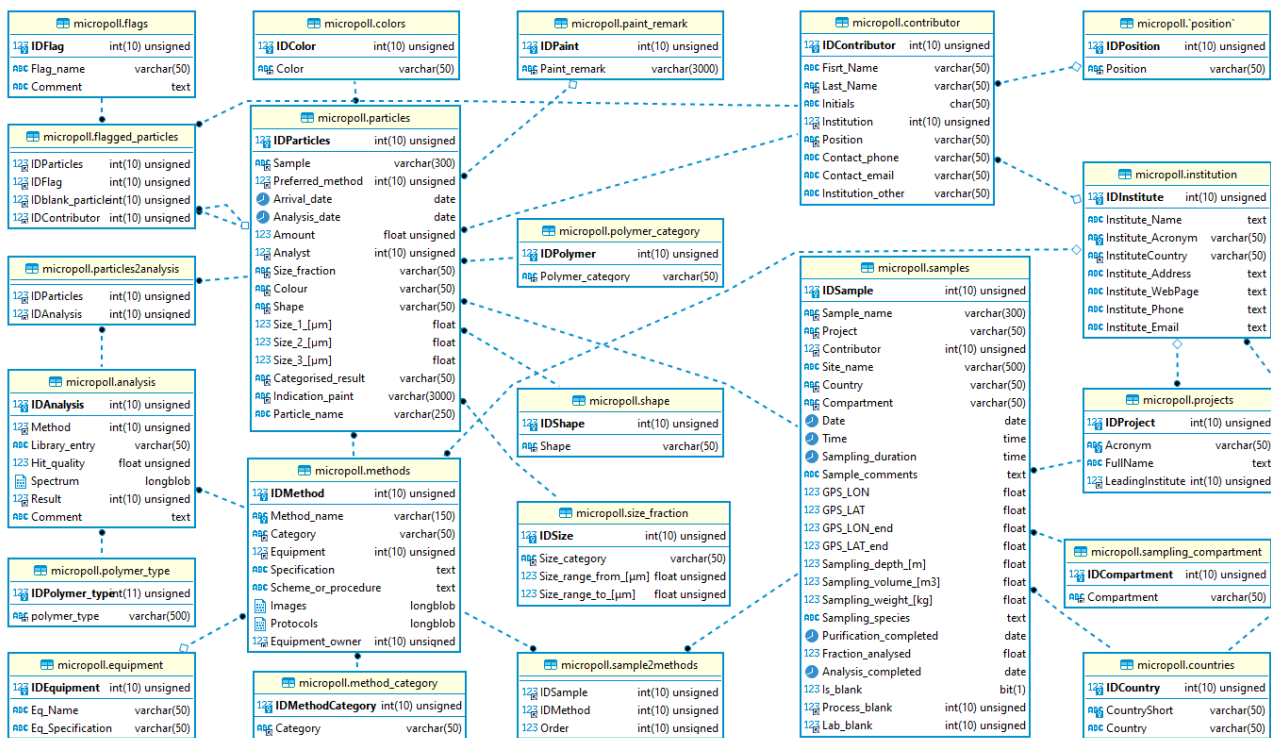 micropoll.flags
IDFlag int(10) unsigned
Flag_name varchar(50)
Comment text
micropoll.colors
IDColor int(10) unsigned
Color varchar(50)
micropoll.paint_remark
IDPaint int(10) unsigned
Paint_remark varchar(3000)
micropoll.contributor
IDContributor int(10) unsigned
Fisrt_Name varchar(50)
Last_Name varchar(50)
Initials char(50)
Institution int(10) unsigned
Position varchar(50)
Contact_phone varchar(50)
Contact_email varchar(50)
Institution_other varchar(50)
micropoll.`position`
IDPosition int(10) unsigned
Position varchar(50)
micropoll.flagged_particles
IDParticles int(10) unsigned
IDFlag int(10) unsigned
IDblank_particle int(10) unsigned
IDContributor int(10) unsigned
micropoll.particles
IDParticles int(10) unsigned
Sample varchar(300)
Preferred_method int(10) unsigned
Arrival_date date
Analysis_date date
Amount float unsigned
Analyst int(10) unsigned
Size_fraction varchar(50)
Colour varchar(50)
Shape varchar(50)
Size_1_[µm] float
Size_2_[µm] float
Size_3_[µm] float
Categorised_result varchar(50)
Indication_paint varchar(3000)
Particle_name varchar(250)
micropoll.institution
IDInstitute int(10) unsigned
Institute_Name text
Institute_Acronym varchar(50)
InstituteCountry varchar(50)
Institute_Address text
Institute_WebPage text
Institute_Phone text
Institute_Email text
micropoll.polymer_category
IDPolymer int(10) unsigned
Polymer_category varchar(50)
micropoll.particles2analysis
IDParticles int(10) unsigned
IDAnalysis int(10) unsigned
micropoll.samples
IDSample int(10) unsigned
Sample_name varchar(300)
Project varchar(50)
Contributor int(10) unsigned
Site_name varchar(500)
Country varchar(50)
Compartment varchar(50)
Date date
Time time
Sampling_duration time
Sample_comments text
GPS_LON float
GPS_LAT float
GPS_LON_end float
GPS_LAT_end float
Sampling_depth_[m] float
Sampling_volume_[m3] float
Sampling_weight_[kg] float
Sampling_species text
Purification_completed date
Fraction_analysed float
Analysis_completed date
Is_blank bit(1)
Process_blank int(10) unsigned
Lab_blank int(10) unsigned
micropoll.analysis
IDAnalysis int(10) unsigned
Method int(10) unsigned
Library_entry varchar(50)
Hit_quality float unsigned
Spectrum longblob
Result int(10) unsigned
Comment text
micropoll.shape
IDShape int(10) unsigned
Shape varchar(50)
micropoll.projects
IDProject int(10) unsigned
Acronym varchar(50)
FullName text
LeadingInstitute int(10) unsigned
micropoll.methods
IDMethod int(10) unsigned
Method_name varchar(150)
Category varchar(50)
Equipment int(10) unsigned
Specification text
Scheme_or_procedure text
Images longblob
Protocols longblob
Equipment_owner int(10) unsigned
micropoll.size_fraction
IDSize int(10) unsigned
Size_category varchar(50)
Size_range_from_[µm] float unsigned
Size_range_to_[µm] float unsigned
micropoll.sampling_compartment
IDCompartment int(10) unsigned
Compartment varchar(50)
micropoll.polymer_type
IDPolymer_type int(11) unsigned
polymer_type varchar(500)
micropoll.equipment
IDEquipment int(10) unsigned
Eq_Name varchar(50)
Eq_Specification varchar(50)
micropoll.method_category
IDMethodCategory int(10) unsigned
Category varchar(50)
micropoll.sample2methods
IDSample int(10) unsigned
IDMethod int(10) unsigned
Order int(10) unsigned
micropoll.countries
IDCountry int(10) unsigned
CountryShort varchar(50)
Country varchar(50)